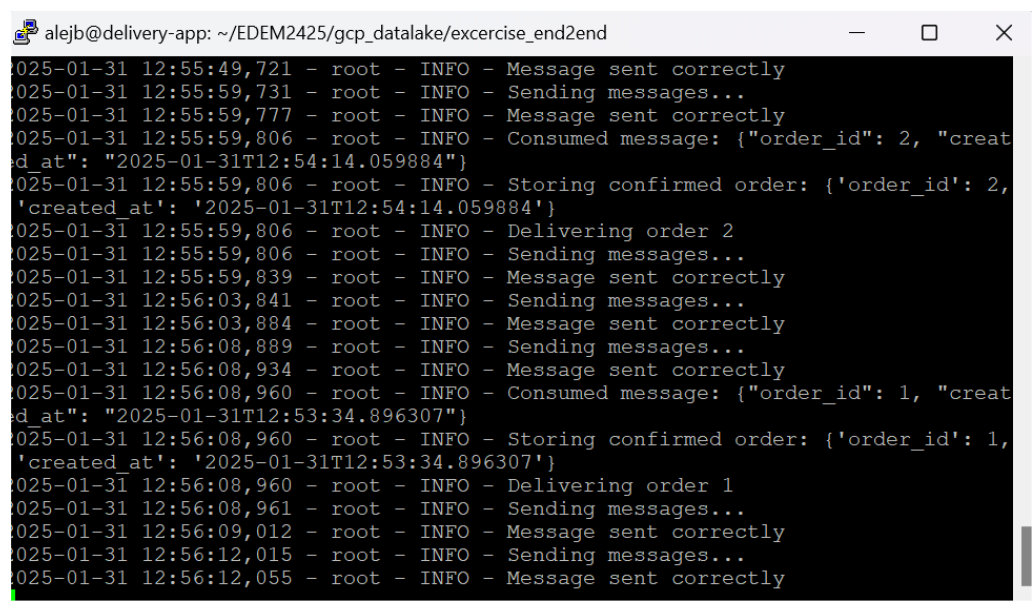 alejb@delivery-app: ~/EDEM2425/gcp_datalake/excercise_end2end
2025-01-31 12:55:49,721 - root - INFO - Message sent correctly
2025-01-31 12:55:59,731 - root - INFO - Sending messages...
2025-01-31 12:55:59,777 - root - INFO - Message sent correctly
2025-01-31 12:55:59,806 - root - INFO - Consumed message: {"order_id": 2, "creat
ed_at": "2025-01-31T12:54:14.059884"}
2025-01-31 12:55:59,806 - root - INFO - Storing confirmed order: {'order_id': 2,
'created_at': '2025-01-31T12:54:14.059884'}
2025-01-31 12:55:59,806 - root - INFO - Delivering order 2
2025-01-31 12:55:59,806 - root - INFO - Sending messages...
2025-01-31 12:55:59,839 - root - INFO - Message sent correctly
2025-01-31 12:56:03,841 - root - INFO - Sending messages...
2025-01-31 12:56:03,884 - root - INFO - Message sent correctly
2025-01-31 12:56:08,889 - root - INFO - Sending messages...
2025-01-31 12:56:08,934 - root - INFO - Message sent correctly
2025-01-31 12:56:08,960 - root - INFO - Consumed message: {"order_id": 1, "creat
ed_at": "2025-01-31T12:53:34.896307"}
2025-01-31 12:56:08,960 - root - INFO - Storing confirmed order: {'order_id': 1,
'created_at': '2025-01-31T12:53:34.896307'}
2025-01-31 12:56:08,960 - root - INFO - Delivering order 1
2025-01-31 12:56:08,961 - root - INFO - Sending messages...
2025-01-31 12:56:09,012 - root - INFO - Message sent correctly
2025-01-31 12:56:12,015 - root - INFO - Sending messages...
2025-01-31 12:56:12,055 - root - INFO - Message sent correctly